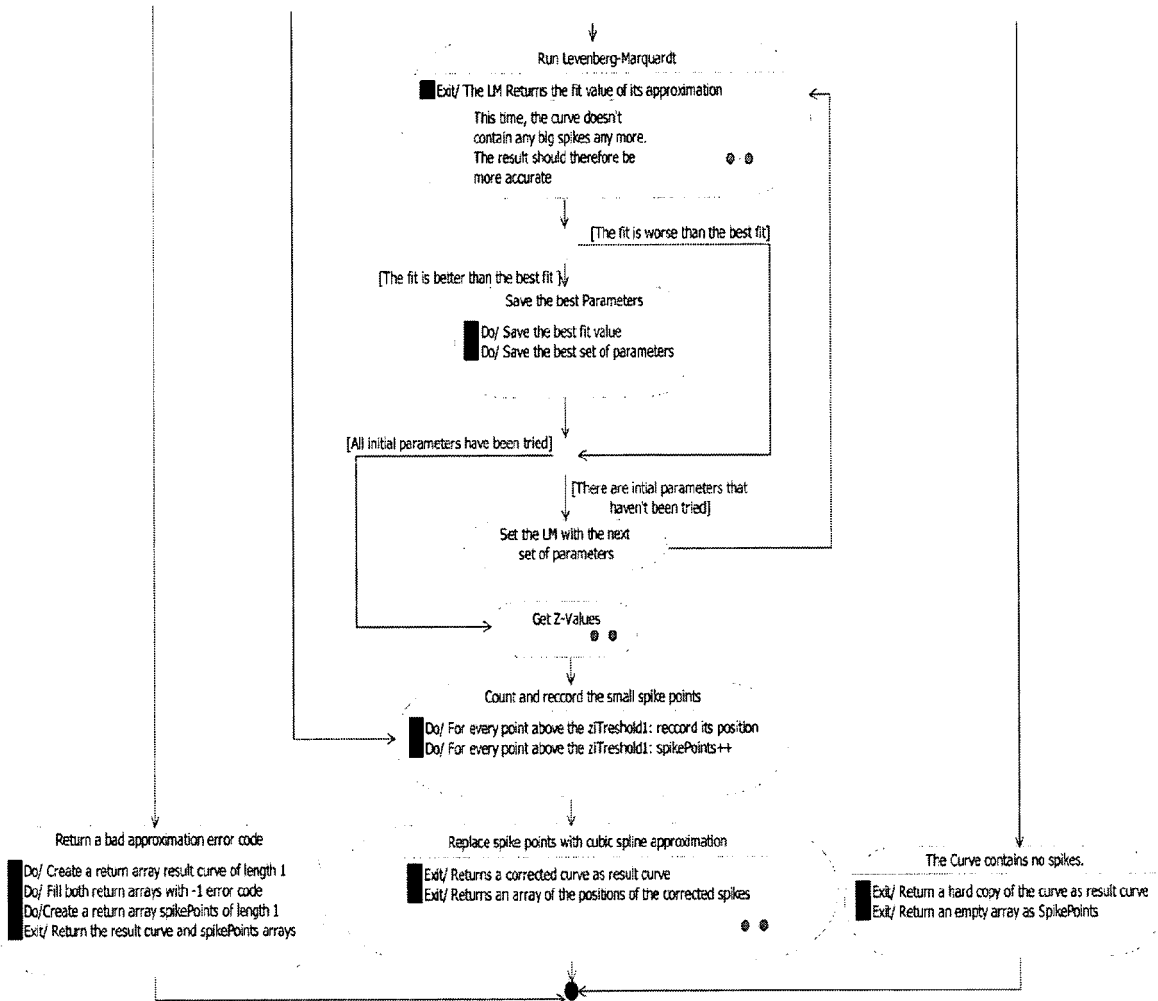 Run Levenberg-Marquardt
Exit/ The LM Returns the fit value of its approximation
This time, the curve doesn't
contain any big spikes any more.
The result should therefore be
more accurate
[The fit is worse than the best fit]
[The fit is better than the best fit ]
Save the best Parameters
Do/ Save the best fit value
Do/ Save the best set of parameters
[All initial parameters have been tried]
[There are intial parameters that
haven't been tried]
Set the LM with the next
set of parameters
Get Z-Values
Count and reccord the small spike points
Do/ For every point above the ziTreshold1: reccord its position
Do/ For every point above the ziTreshold1: spikePoints++
Return a bad approximation error code
Do/ Create a return array result curve of length 1
Do/ Fill both return arrays with -1 error code
Do/Create a return array spikePoints of length 1
Exit/ Return the result curve and spikePoints arrays
Replace spike points with cubic spline approximation
Exit/ Returns a corrected curve as result curve
Exit/ Returns an array of the positions of the corrected spikes
The Curve contains no spikes.
Exit/ Return a hard copy of the curve as result curve
Exit/ Return an empty array as SpikePoints